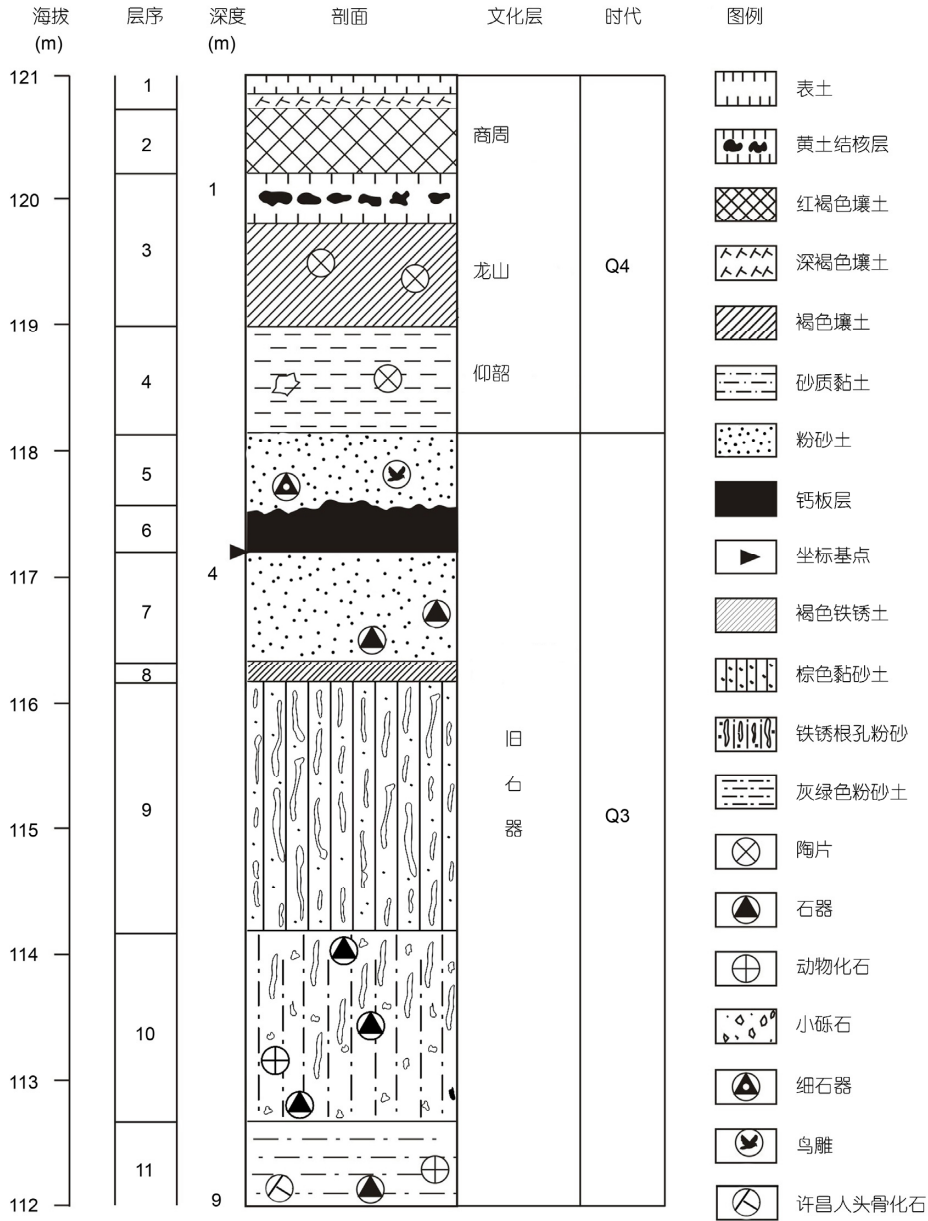 海拔 层序 深度 剖面 文化层 时代 图例
(m) (m)
121
1
表土
2
商周
黄土结核层
120
1
红褐色壤土
3
龙山
Q4
深褐色壤土
119
褐色壤土
4
仰韶
砂质黏土
118
粉砂土
5
钙板层
6
坐标基点
117
4
7
褐色铁锈土
8
棕色黏砂土
116
旧
铁锈根孔粉砂
石
灰绿色粉砂土
9
器
Q3
115
陶片
石器
114
动物化石
10
小砾石
113
细石器
鸟雕
11
112
9
许昌人头骨化石